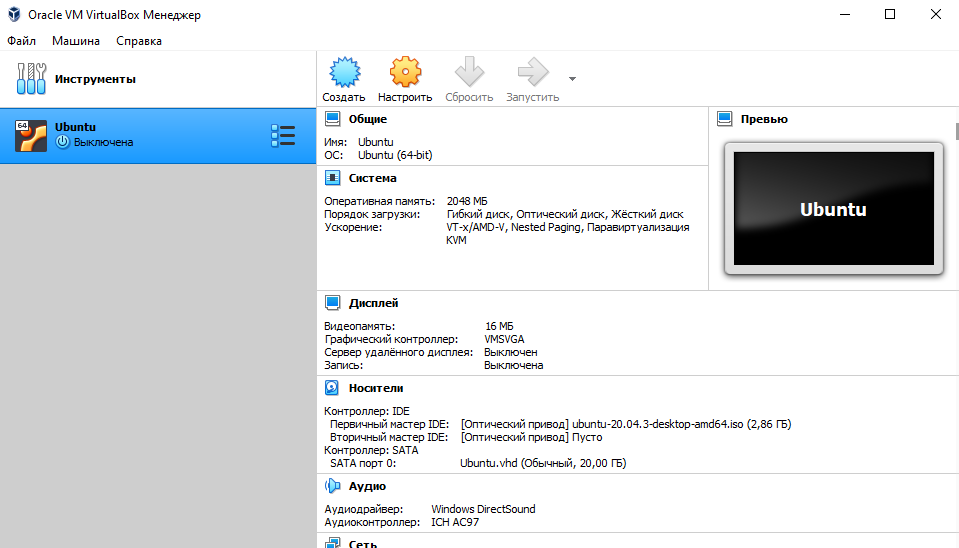 Oracle VM VirtualBox Менеджер
Файл Машина Справка
Инструменты
Создать Настроить Сбросить Запустить
64
Ubuntu
Выключена
Общие
Имя: Ubuntu
ОС: Ubuntu (64-bit)
Система
Оперативная память: 2048 МБ
Порядок загрузки: Гибкий диск, Оптический диск, Жёсткий диск
Ускорение: VT-x/AMD-V, Nested Paging, Паравиртуализация
KVM
Превью
Ubuntu
Дисплей
Видеопамять: 16 МБ
Графический контроллер: VMSVGA
Сервер удалённого дисплея: Выключен
Запись: Выключена
Носители
Контроллер: IDE
Первичный мастер IDE: [Оптический привод] ubuntu-20.04.3-desktop-amd64.iso (2,86 ГБ)
Вторичный мастер IDE: [Оптический привод] Пусто
Контроллер: SATA
SATA порт 0: Ubuntu.vhd (Обычный, 20,00 ГБ)
Аудио
Аудиодрайвер: Windows DirectSound
Аудиоконтроллер: ICH AC97
Сеть